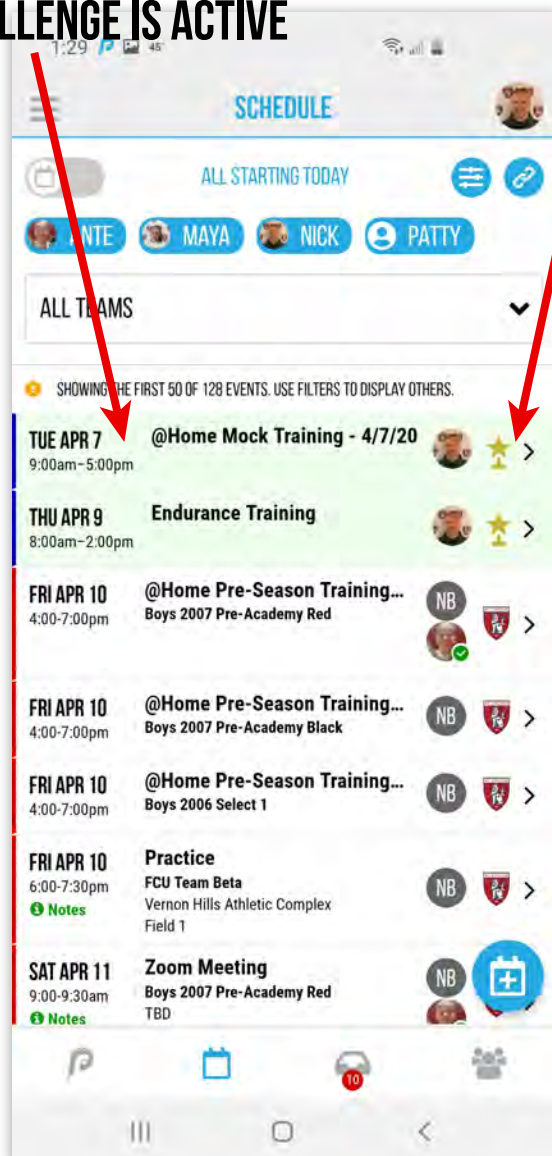 LLENGE IS ACTIVE
1:29 45°
SCHEDULE
ALL STARTING TODAY
ANTE MAYA NICK PATTY
ALL TEAMS
SHOWING THE FIRST 50 OF 128 EVENTS. USE FILTERS TO DISPLAY OTHERS.
TUE APR 7 @Home Mock Training - 4/7/20
9:00am-5:00pm
THU APR 9 Endurance Training
8:00am-2:00pm
FRI APR 10 @Home Pre-Season Training... NB
4:00-7:00pm Boys 2007 Pre-Academy Red
FRI APR 10 @Home Pre-Season Training... NB
4:00-7:00pm Boys 2007 Pre-Academy Black
FRI APR 10 @Home Pre-Season Training... NB
4:00-7:00pm Boys 2006 Select 1
FRI APR 10 Practice NB
6:00-7:30pm FCU Team Beta
Notes Vernon Hills Athletic Complex
Field 1
SAT APR 11 Zoom Meeting NB
9:00-9:30am Boys 2007 Pre-Academy Red
Notes TBD
10